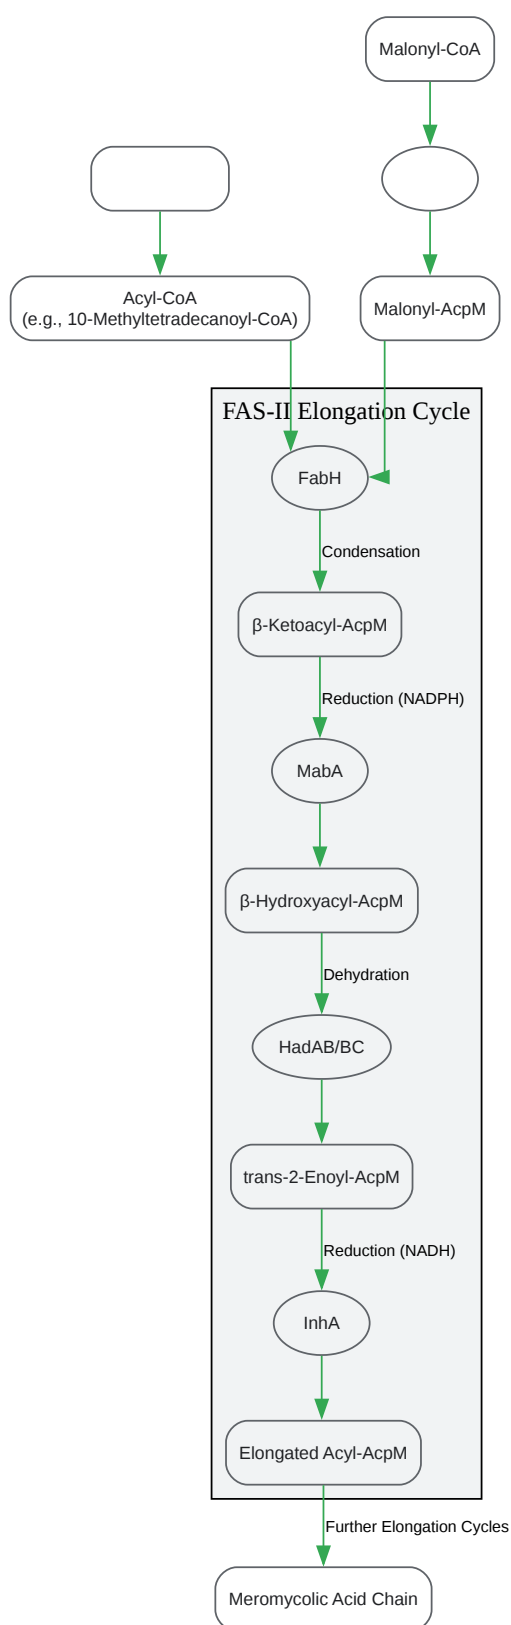 Malonyl-CoA
Acyl-CoA
(e.g., 10-Methyltetradecanoyl-CoA)
Malonyl-AcpM
FAS-II Elongation Cycle
FabH
Condensation
β-Ketoacyl-AcpM
Reduction (NADPH)
MabA
β-Hydroxyacyl-AcpM
Dehydration
HadAB/BC
trans-2-Enoyl-AcpM
Reduction (NADH)
InhA
Elongated Acyl-AcpM
Further Elongation Cycles
Meromycolic Acid Chain